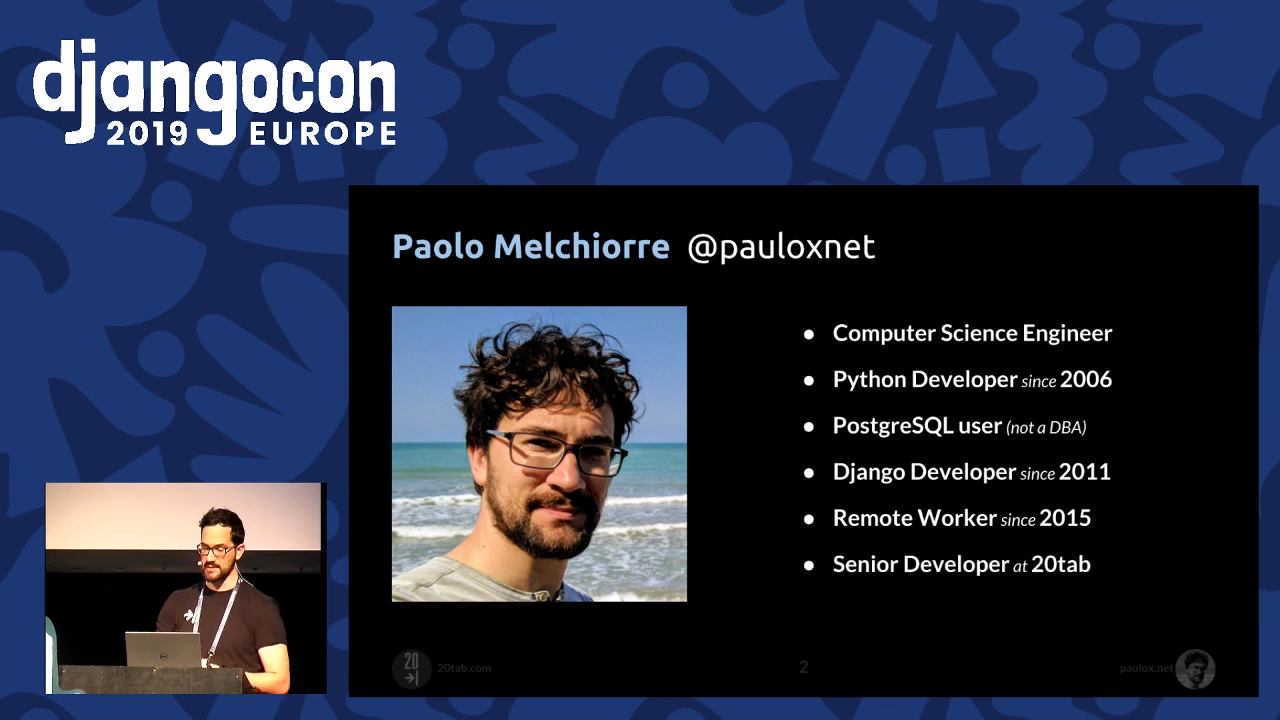 djangocon
2019 EUROPE
Paolo Melchiorre @pauloxnet
● Computer Science Engineer
● Python Developer since 2006
● PostgreSQL user (not a DBA)
● Django Developer since 2011
● Remote Worker since 2015
● Senior Developer at 20tab
20
20tab.com
2
paulox.net